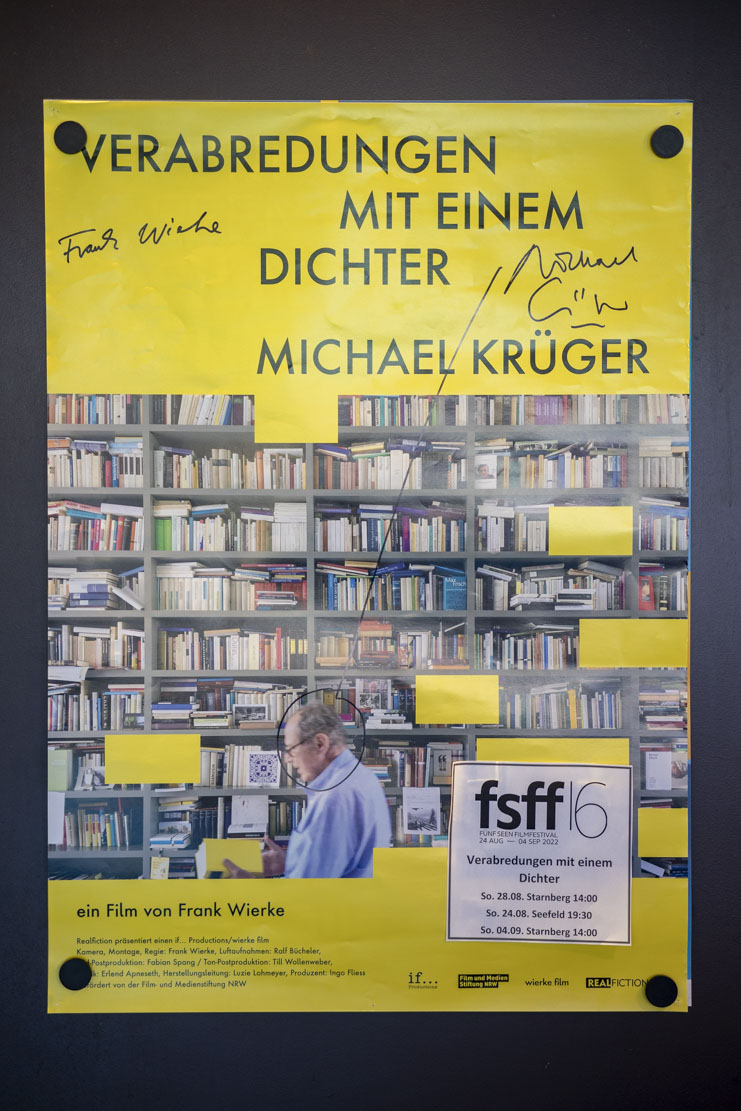 VERABREDUNGEN
MIT EINEM
DICHTER
Frank Wierke
Michael
MICHAEL KRÜGER
Max
Frisch
fsff 16
FÜNF SEEN FILMFESTIVAL
24 AUG — 04 SEP 2022
Verabredungen mit einem
Dichter
So. 28.08. Starnberg 14:00
So. 24.08. Seefeld 19:30
So. 04.09. Starnberg 14:00
ein Film von Frank Wierke
Realfiction präsentiert einen if... Productions/wierke film
Kamera, Montage, Regie: Frank Wierke, Luftaufnahmen: Ralf Bücheler,
-Postproduktion: Fabian Spang / Ton-Postproduktion: Till Wollenweber,
: Erlend Apneseth, Herstellungsleitung: Luzie Lohmeyer, Produzent: Ingo Fliess
fördert von der Film- und Medienstiftung NRW
if...
Productions
Film und Medien
Stiftung NRW
wierke film
REALFICTION